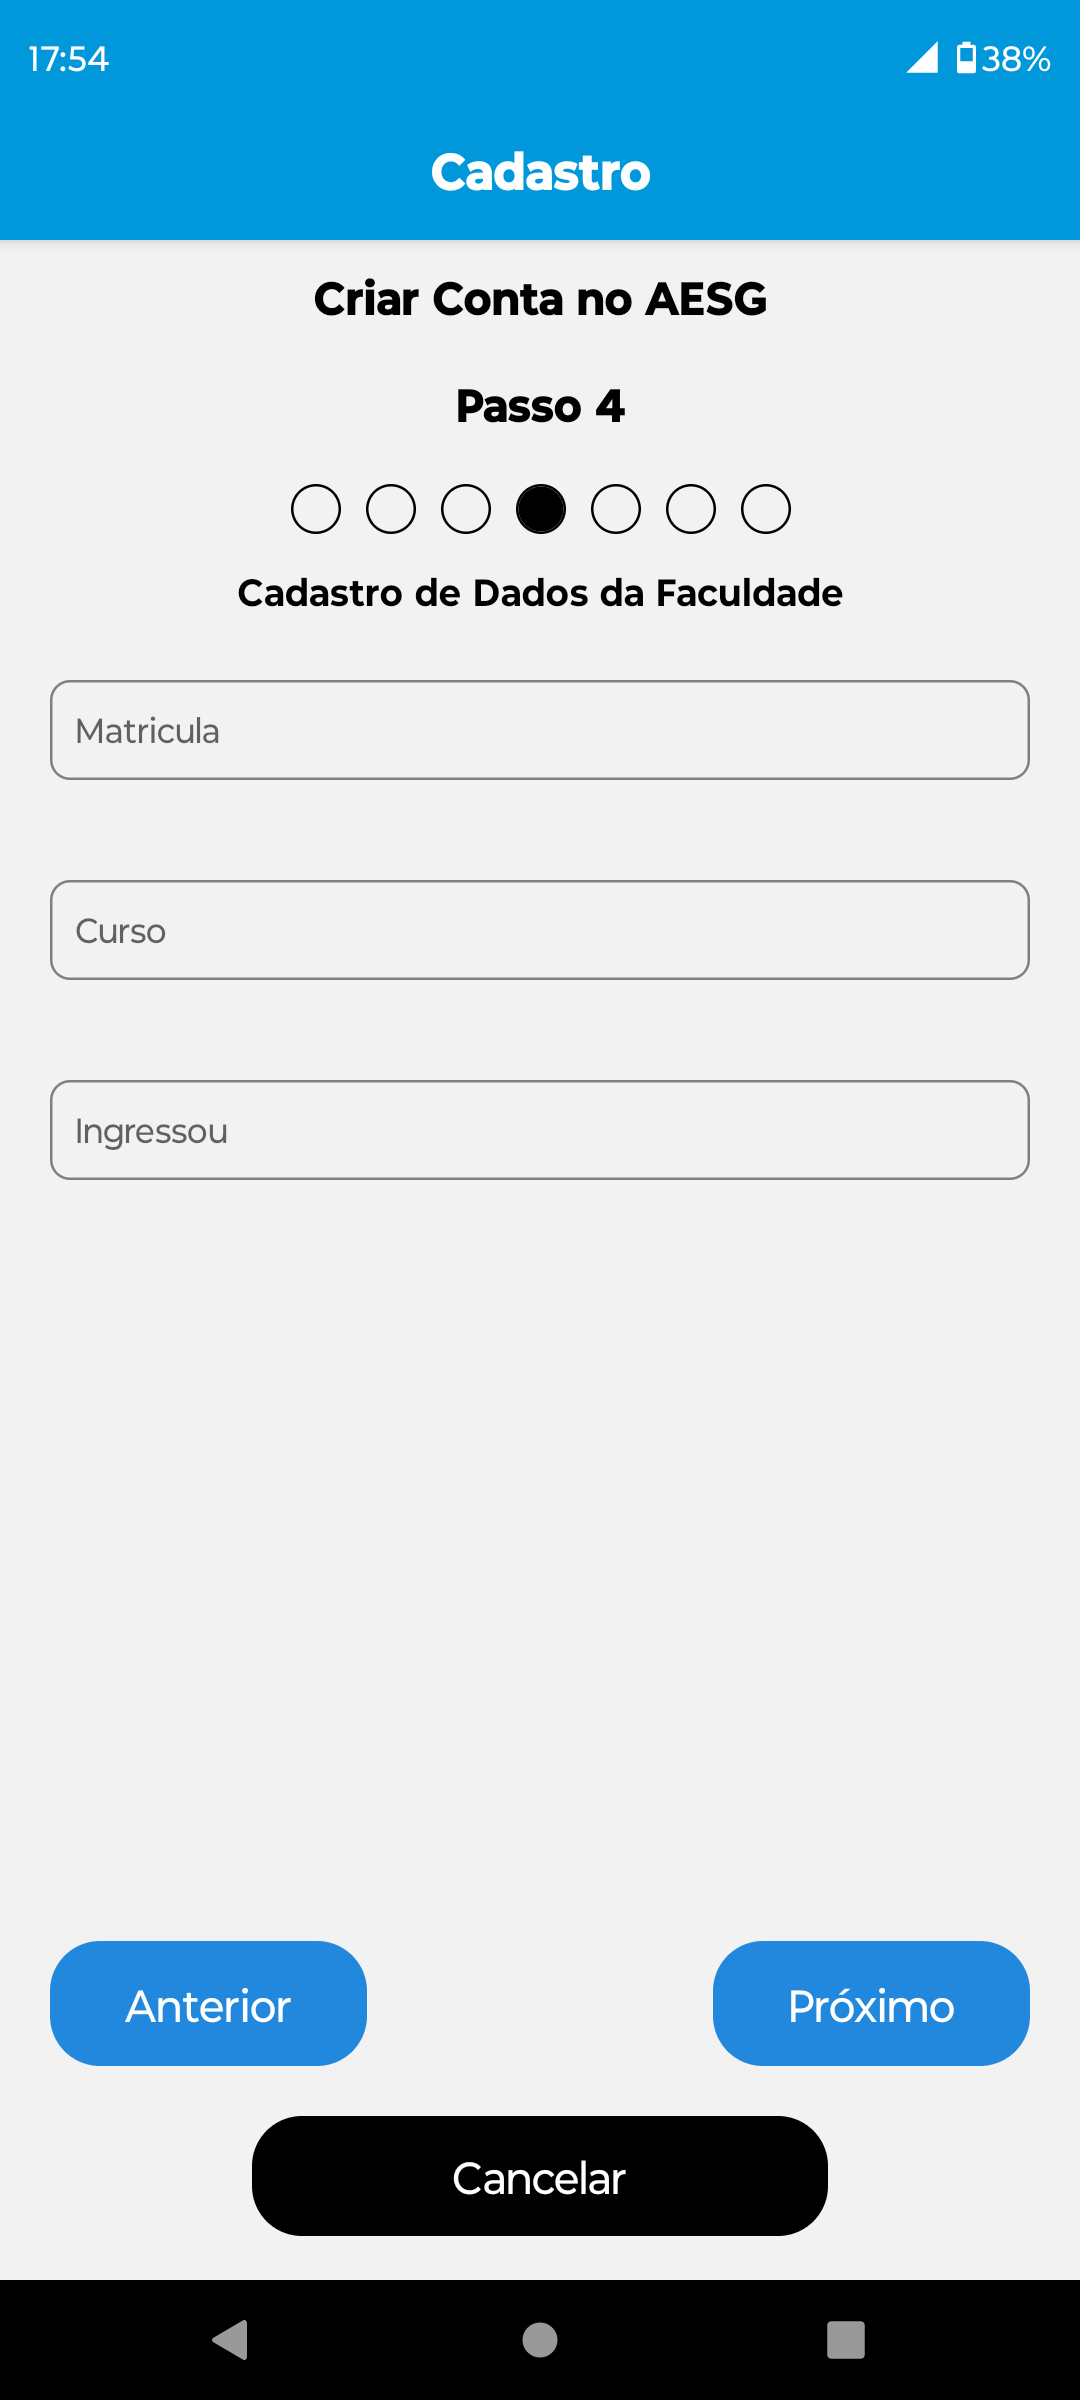 17:54 38%
Cadastro
Criar Conta no AESG
Passo 4
Cadastro de Dados da Faculdade
Matricula
Curso
Ingressou
Anterior Próximo
Cancelar